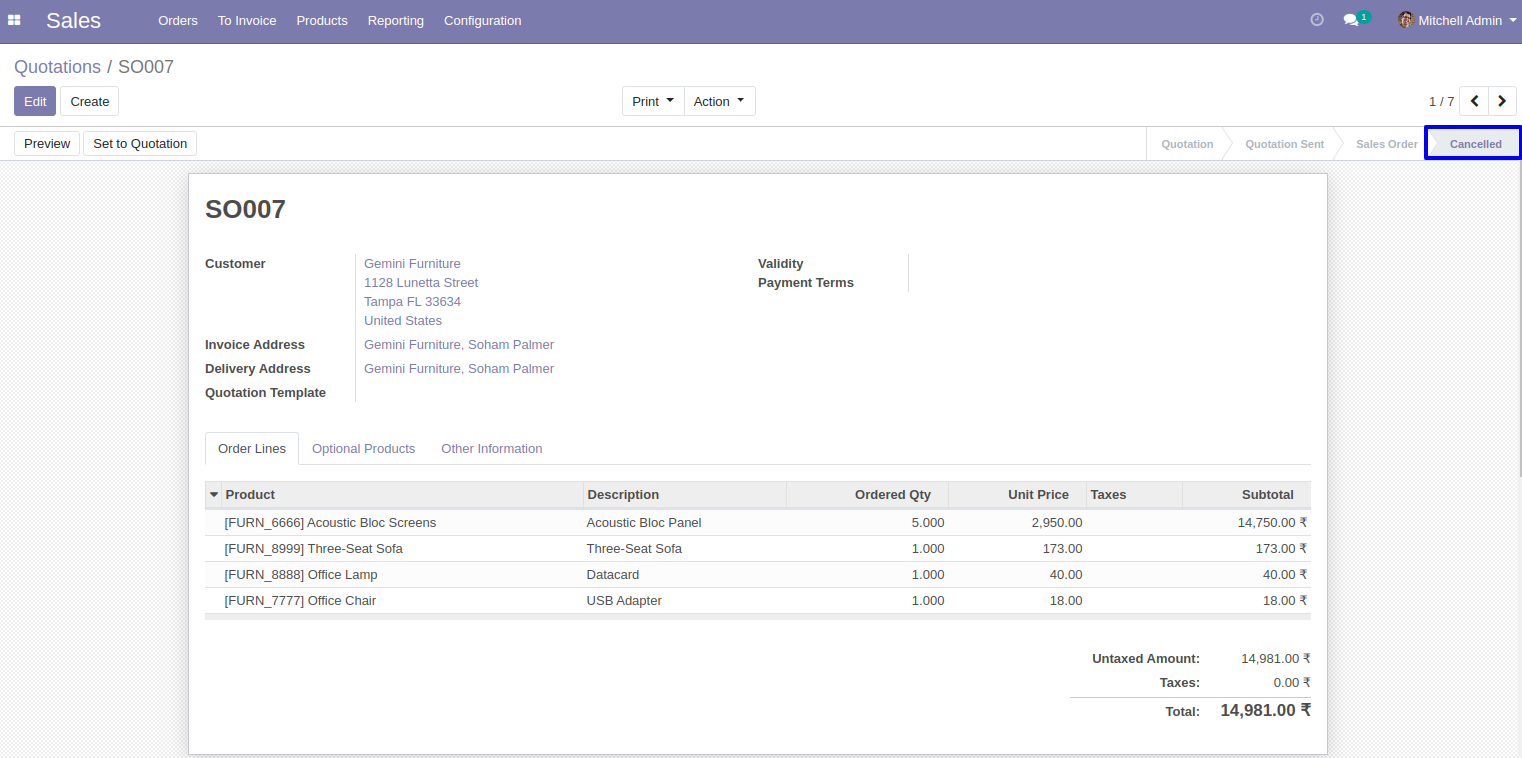 Sales Orders To Invoice Products Reporting Configuration 1 Mitchell Admin
Quotations / SO007
Edit Create Print Action 1 / 7
Preview Set to Quotation Quotation Quotation Sent Sales Order Cancelled
SO007
Customer Gemini Furniture Validity
1128 Lunetta Street Payment Terms
Tampa FL 33634
United States
Invoice Address Gemini Furniture, Soham Palmer
Delivery Address Gemini Furniture, Soham Palmer
Quotation Template
Order Lines Optional Products Other Information
Product Description Ordered Qty Unit Price Taxes Subtotal
[FURN_6666] Acoustic Bloc Screens Acoustic Bloc Panel 5.000 2,950.00 14,750.00 ₹
[FURN_8999] Three-Seat Sofa Three-Seat Sofa 1.000 173.00 173.00 ₹
[FURN_8888] Office Lamp Datacard 1.000 40.00 40.00 ₹
[FURN_7777] Office Chair USB Adapter 1.000 18.00 18.00 ₹
Untaxed Amount: 14,981.00 ₹
Taxes: 0.00 ₹
Total: 14,981.00 ₹